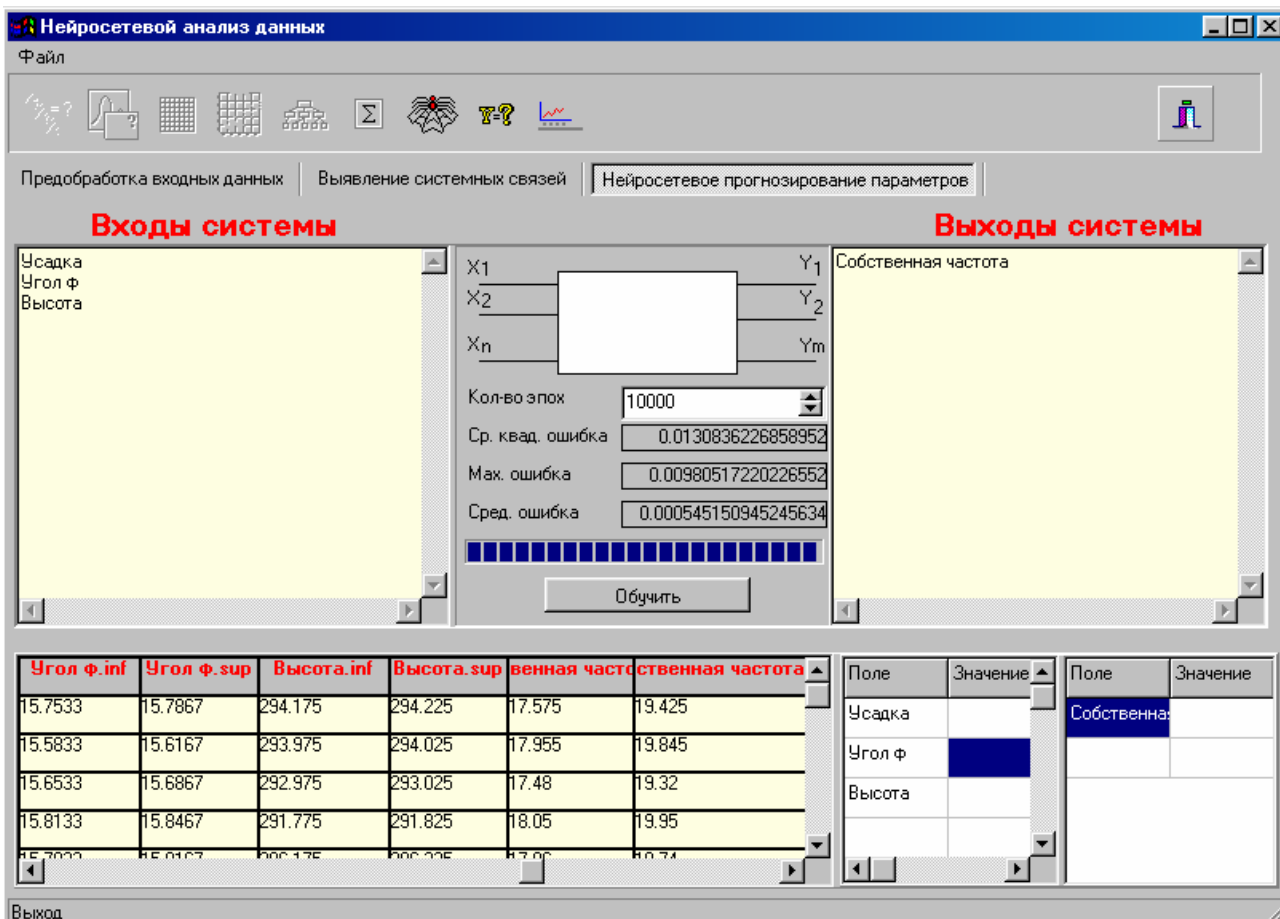 Нейросетевой анализ данных
Файл
Предобработка входных данных Выявление системных связей Нейросетевое прогнозирование параметров
Входы системы Выходы системы
Усадка
Угол ф
Высота
X1 Y1
X2 Y2
Xn Ym
Кол-во эпох 10000
Ср. квад. ошибка 0.0130836226858952
Мах. ошибка 0.00980517220226552
Сред. ошибка 0.000545150945245634
Обучить
Собственная частота
Угол ф.inf Угол ф.sup Высота.inf Высота.sup венная часто ственная частота
15.7533 15.7867 294.175 294.225 17.575 19.425
15.5833 15.6167 293.975 294.025 17.955 19.845
15.6533 15.6867 292.975 293.025 17.48 19.32
15.8133 15.8467 291.775 291.825 18.05 19.95
Поле Значение
Усадка
Угол ф
Высота
Поле Значение
Собственна
Выход